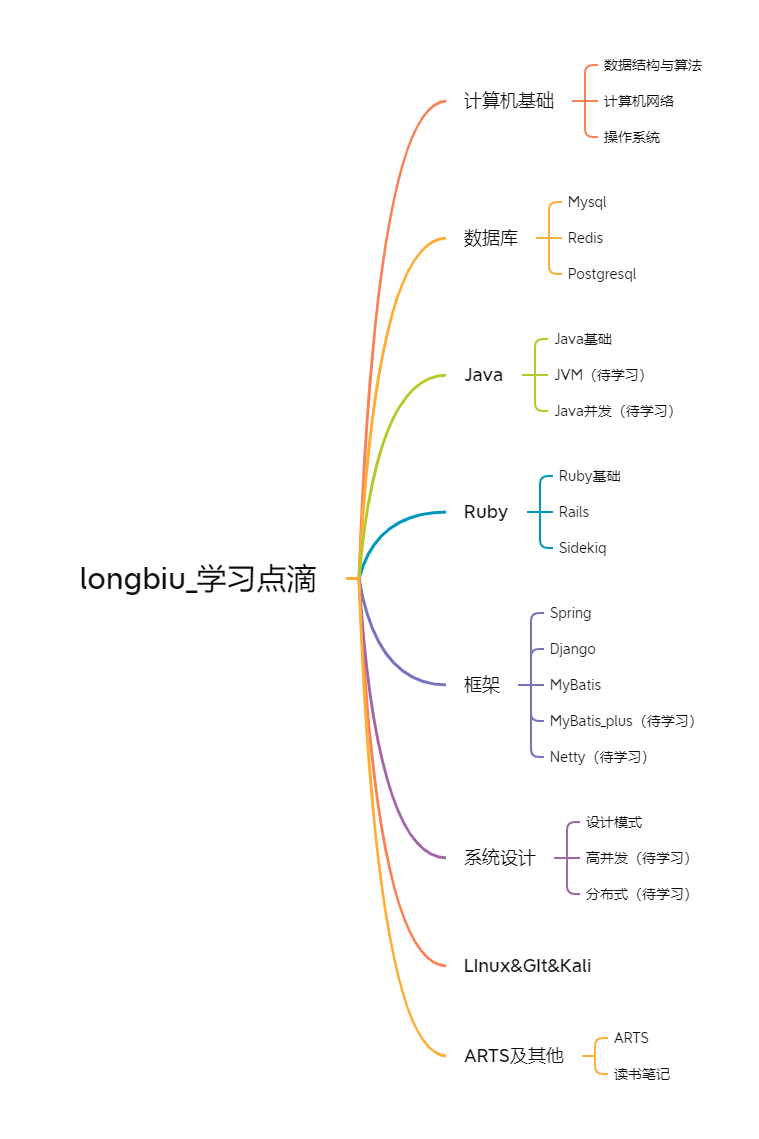 longbiu_学习点滴
计算机基础
数据结构与算法
计算机网络
操作系统
数据库
Mysql
Redis
Postgresql
Java
Java基础
JVM（待学习）
Java并发（待学习）
Ruby
Ruby基础
Rails
Sidekiq
框架
Spring
Django
MyBatis
MyBatis_plus（待学习）
Netty（待学习）
系统设计
设计模式
高并发（待学习）
分布式（待学习）
LInux&GIt&Kali
ARTS及其他
ARTS
读书笔记